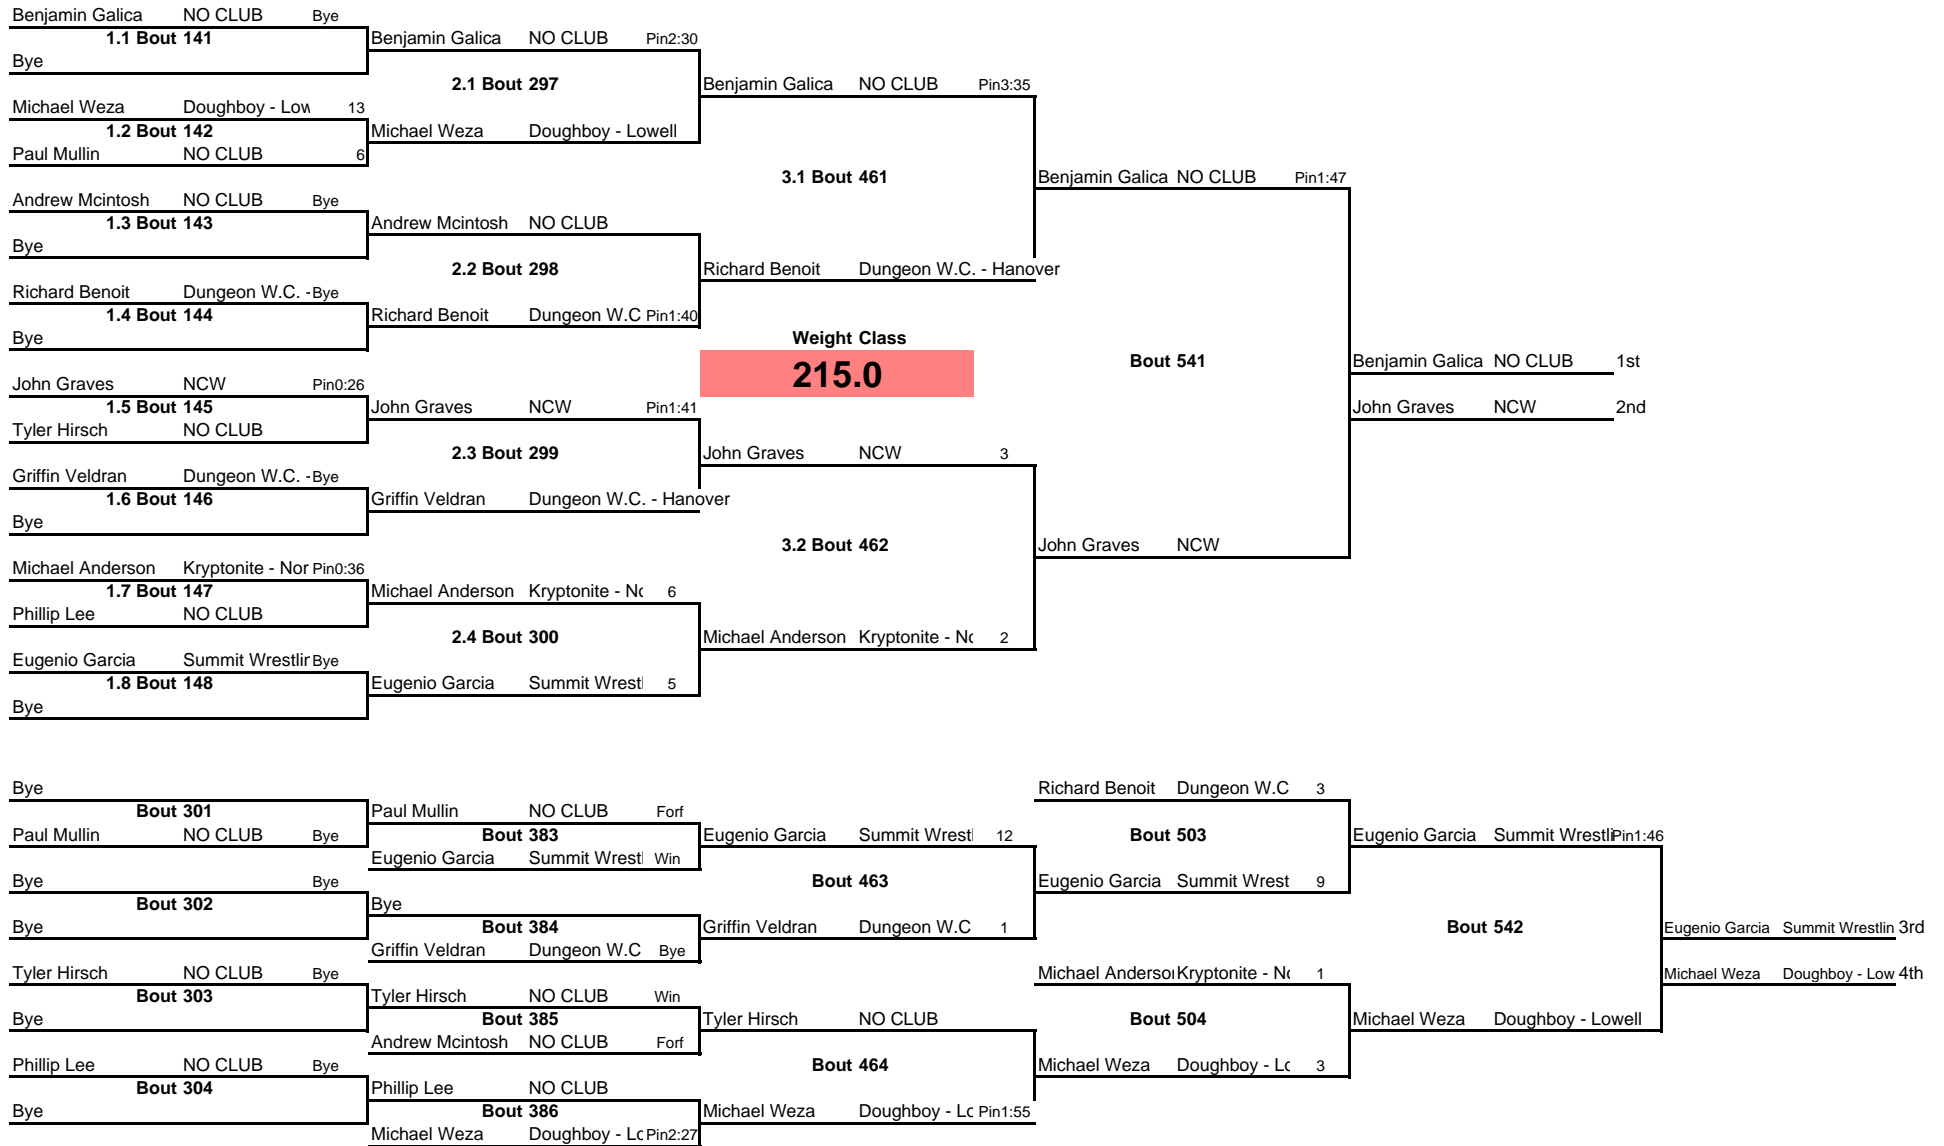 Benjamin Galica NO CLUB Bye
1.1 Bout 141
Bye
Michael Weza Doughboy - Low 13
1.2 Bout 142
Paul Mullin NO CLUB 6
Andrew Mcintosh NO CLUB Bye
1.3 Bout 143
Bye
Richard Benoit Dungeon W.C. - Bye
1.4 Bout 144
Bye
John Graves NCW Pin0:26
1.5 Bout 145
Tyler Hirsch NO CLUB
Griffin Veldran Dungeon W.C. - Bye
1.6 Bout 146
Bye
Michael Anderson Kryptonite - Nor Pin0:36
1.7 Bout 147
Phillip Lee NO CLUB
Eugenio Garcia Summit Wrestlir Bye
1.8 Bout 148
Bye
Benjamin Galica NO CLUB Pin2:30
2.1 Bout 297
Michael Weza Doughboy - Lowell
Andrew Mcintosh NO CLUB
2.2 Bout 298
Richard Benoit Dungeon W.C Pin1:40
John Graves NCW Pin1:41
2.3 Bout 299
Griffin Veldran Dungeon W.C. - Hanover
Michael Anderson Kryptonite - No 6
2.4 Bout 300
Eugenio Garcia Summit Wrestl 5
Benjamin Galica NO CLUB Pin3:35
3.1 Bout 461
Richard Benoit Dungeon W.C. - Hanover
Weight Class
215.0
John Graves NCW 3
3.2 Bout 462
Michael Anderson Kryptonite - No 2
Benjamin Galica NO CLUB Pin1:47
Bout 541
John Graves NCW
Benjamin Galica NO CLUB 1st
John Graves NCW 2nd
Bye
Bout 301
Paul Mullin NO CLUB Bye
Bye Bye
Bout 302
Bye
Tyler Hirsch NO CLUB Bye
Bout 303
Bye
Phillip Lee NO CLUB Bye
Bout 304
Bye
Paul Mullin NO CLUB Forf
Bout 383
Eugenio Garcia Summit Wrestl Win
Bye
Bout 384
Griffin Veldran Dungeon W.C Bye
Tyler Hirsch NO CLUB Win
Bout 385
Andrew Mcintosh NO CLUB Forf
Phillip Lee NO CLUB
Bout 386
Michael Weza Doughboy - Lc Pin2:27
Eugenio Garcia Summit Wrestl 12
Bout 463
Griffin Veldran Dungeon W.C 1
Tyler Hirsch NO CLUB
Bout 464
Michael Weza Doughboy - Lc Pin1:55
Richard Benoit Dungeon W.C 3
Bout 503
Eugenio Garcia Summit Wrest 9
Michael Anderson Kryptonite - No 1
Bout 504
Michael Weza Doughboy - Lo 3
Eugenio Garcia Summit Wrestli Pin1:46
Bout 542
Michael Weza Doughboy - Lowell
Eugenio Garcia Summit Wrestlin 3rd
Michael Weza Doughboy - Low 4th